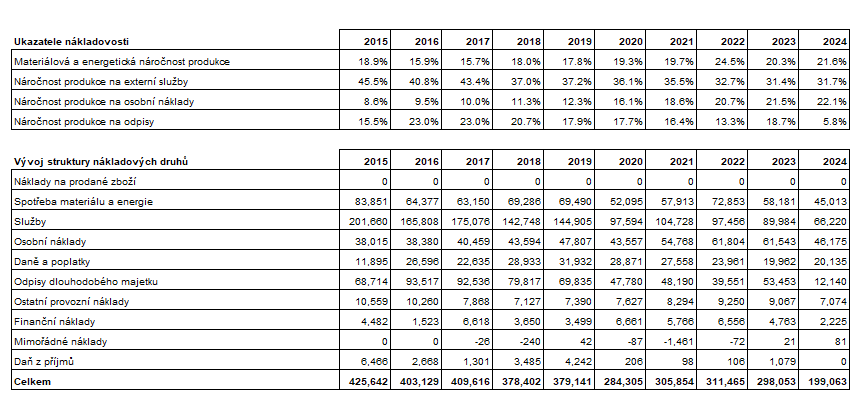 Ukazatele nákladovosti 2015 2016 2017 2018 2019 2020 2021 2022 2023 2024
Materiálová a energetická náročnost produkce 18.9% 15.9% 15.7% 18.0% 17.8% 19.3% 19.7% 24.5% 20.3% 21.6%
Náročnost produkce na externí služby 45.5% 40.8% 43.4% 37.0% 37.2% 36.1% 35.5% 32.7% 31.4% 31.7%
Náročnost produkce na osobní náklady 8.6% 9.5% 10.0% 11.3% 12.3% 16.1% 18.6% 20.7% 21.5% 22.1%
Náročnost produkce na odpisy 15.5% 23.0% 23.0% 20.7% 17.9% 17.7% 16.4% 13.3% 18.7% 5.8%
Vývoj struktury nákladových druhů 2015 2016 2017 2018 2019 2020 2021 2022 2023 2024
Náklady na prodané zboží 0 0 0 0 0 0 0 0 0 0
Spotřeba materiálu a energie 83,851 64,377 63,150 69,286 69,490 52,095 57,913 72,853 58,181 45,013
Služby 201,660 165,808 175,076 142,748 144,905 97,594 104,728 97,456 89,984 66,220
Osobní náklady 38,015 38,380 40,459 43,594 47,807 43,557 54,768 61,804 61,543 46,175
Daně a poplatky 11,895 26,596 22,635 28,933 31,932 28,871 27,558 23,961 19,962 20,135
Odpisy dlouhodobého majetku 68,714 93,517 92,536 79,817 69,835 47,780 48,190 39,551 53,453 12,140
Ostatní provozní náklady 10,559 10,260 7,868 7,127 7,390 7,627 8,294 9,250 9,067 7,074
Finanční náklady 4,482 1,523 6,618 3,650 3,499 6,661 5,766 6,556 4,763 2,225
Mimořádné náklady 0 0 -26 -240 42 -87 -1,461 -72 21 81
Daň z příjmů 6,466 2,668 1,301 3,485 4,242 206 98 106 1,079 0
Celkem 425,642 403,129 409,616 378,402 379,141 284,305 305,854 311,465 298,053 199,063